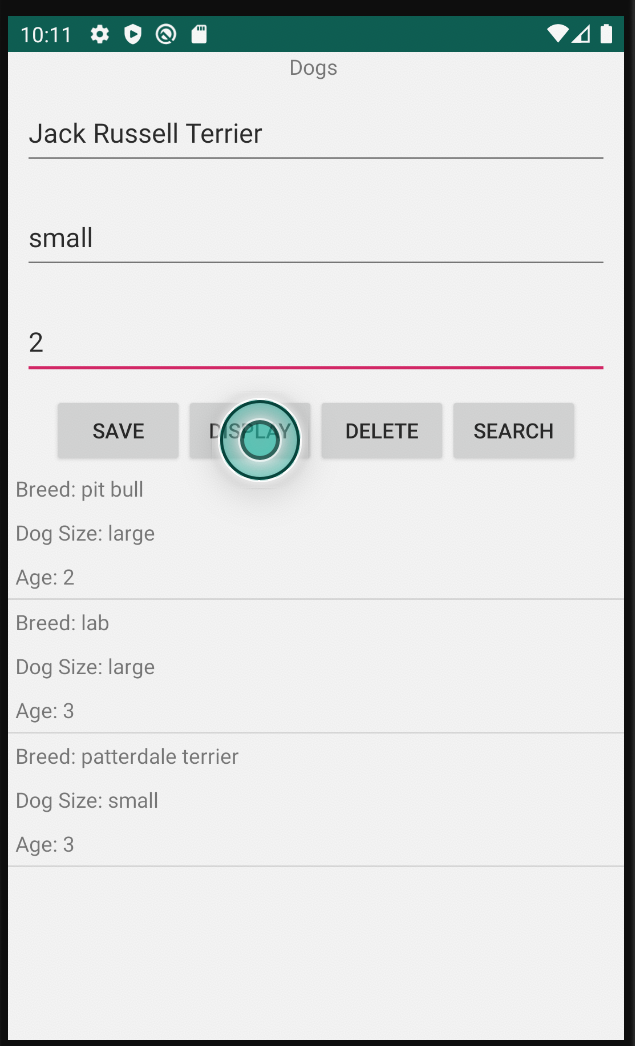 10:11
Dogs
Jack Russell Terrier
small
2
SAVE DISPLAY DELETE SEARCH
Breed: pit bull
Dog Size: large
Age: 2
Breed: lab
Dog Size: large
Age: 3
Breed: patterdale terrier
Dog Size: small
Age: 3